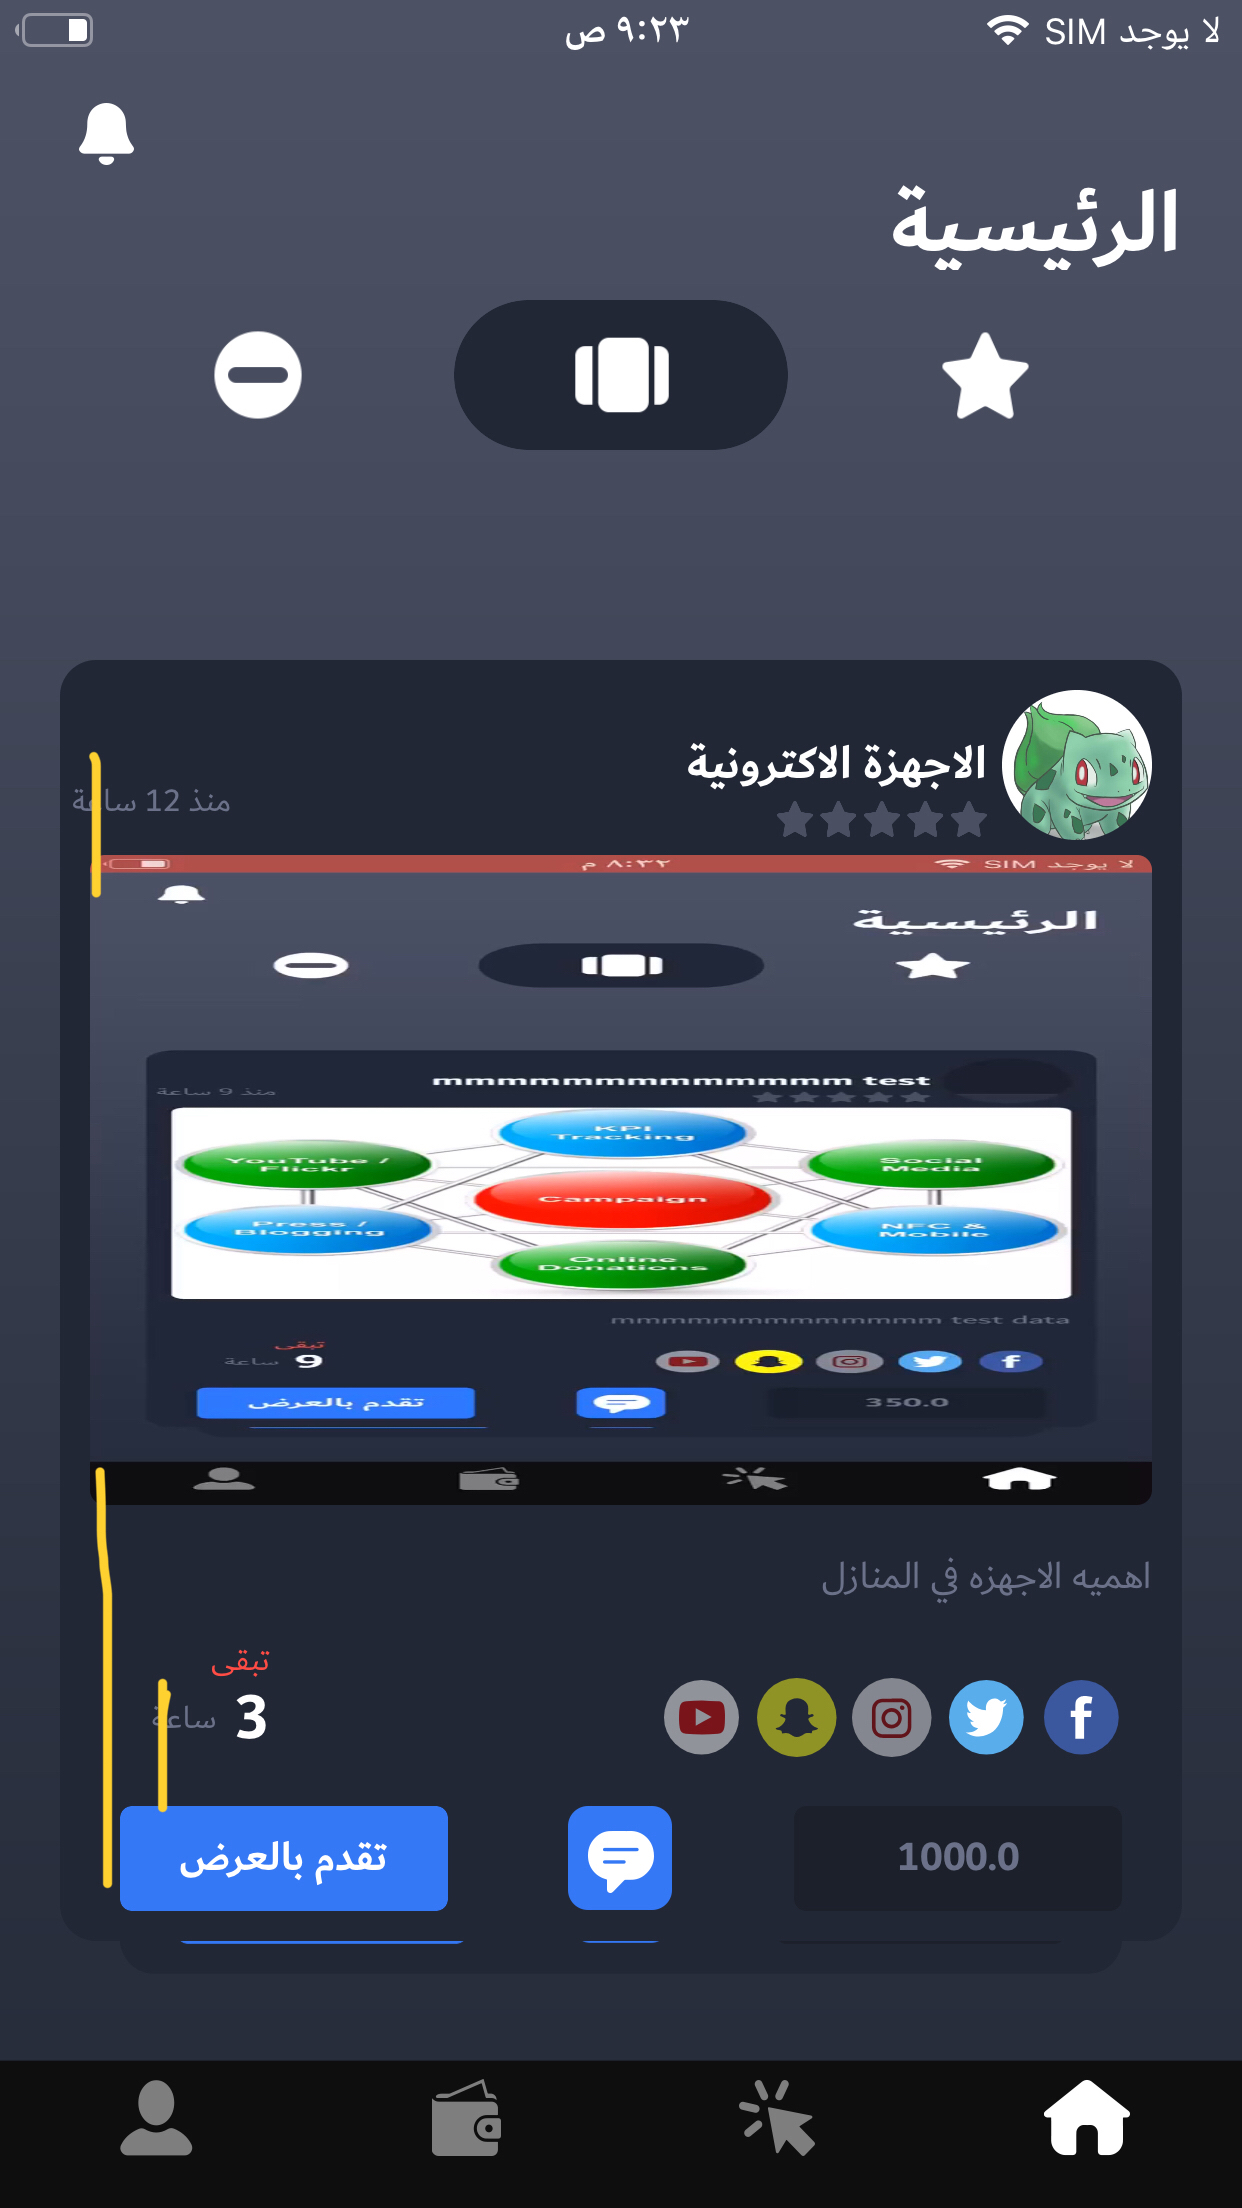 لا يوجد SIM ٩:٢٣ ص
الرئيسية
الاجهزة الاكترونية
منذ 12 ساعة
لا يوجد SIM ٨:٣٢ م
الرئيسية
mmmmmmmmmmmmm test
منذ 9 ساعة
KPI
Tracking
YouTube /
Flickr
Social
Media
Campaign
Press /
Blogging
NFC &
Mobile
Online
Donations
mmmmmmmmmmmmm test data
تبقى
9 ساعة
تقدم بالعرض
350.0
اهميه الاجهزه في المنازل
تبقى
3 ساعة
تقدم بالعرض
1000.0